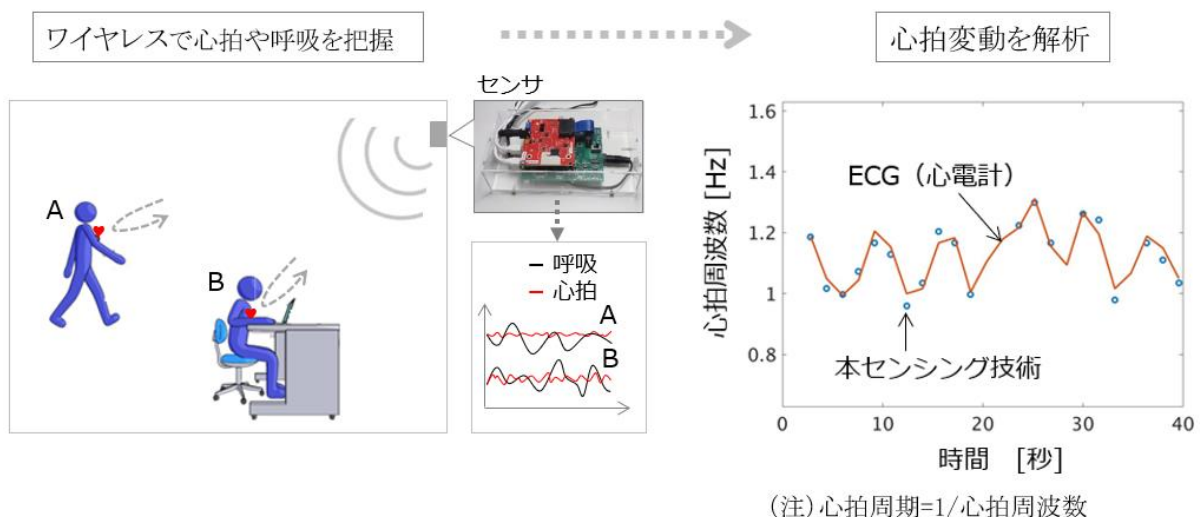 ワイヤレスで心拍や呼吸を把握
心拍変動を解析
センサ
A
B
呼吸
心拍
A
B
心拍周波数 [Hz]
1.6
1.4
1.2
1
0.8
ECG（心電計）
本センシング技術
0 10 20 30 40
時間 [秒]
(注)心拍周期=1/心拍周波数